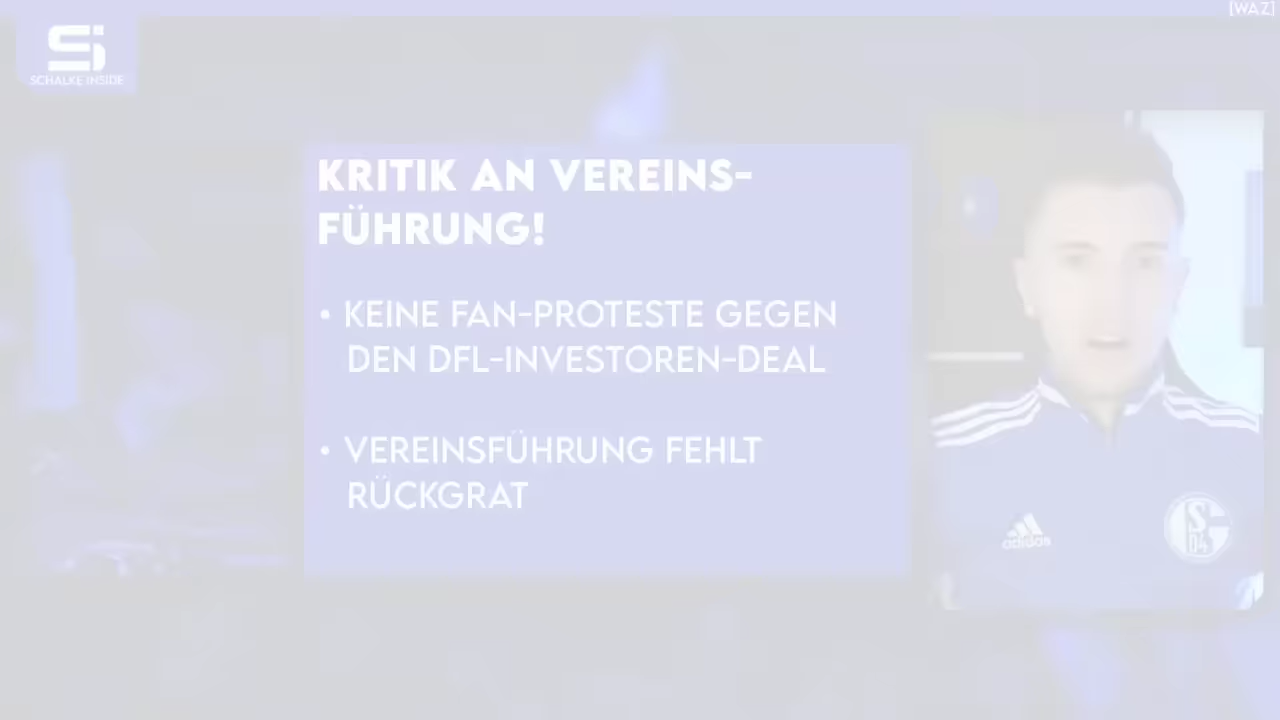 [WAZ]
SCHALKE INSIDE
KRITIK AN VEREINS-
FÜHRUNG!
• KEINE FAN-PROTESTE GEGEN
DEN DFL-INVESTOREN-DEAL
• VEREINSFÜHRUNG FEHLT
RÜCKGRAT
adidas
S04